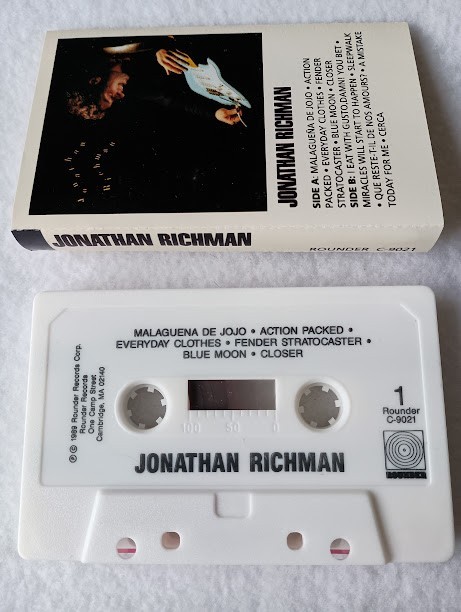 Jonathan
Richman
JONATHAN RICHMAN
SIDE A: MALAGUEÑA DE JOJO • ACTION
PACKED • EVERYDAY CLOTHES • FENDER
STRATOCASTER • BLUE MOON • CLOSER
SIDE B: I EAT WITH GUSTO,DAMN! YOU BET •
MIRACLES WILL START TO HAPPEN • SLEEPWALK
• QUE RESTE-T-IL DE NOS AMOURS? • A MISTAKE
TODAY FOR ME • CERCA
JONATHAN RICHMAN
ROUNDER C-9021
MALAGUENA DE JOJO • ACTION PACKED •
EVERYDAY CLOTHES • FENDER STRATOCASTER •
BLUE MOON • CLOSER
℗ © 1989 Rounder Records Corp.
Rounder Records
One Camp Street
Cambridge, MA 02140
100 50 0
1
Rounder
C-9021
ROUNDER
JONATHAN RICHMAN